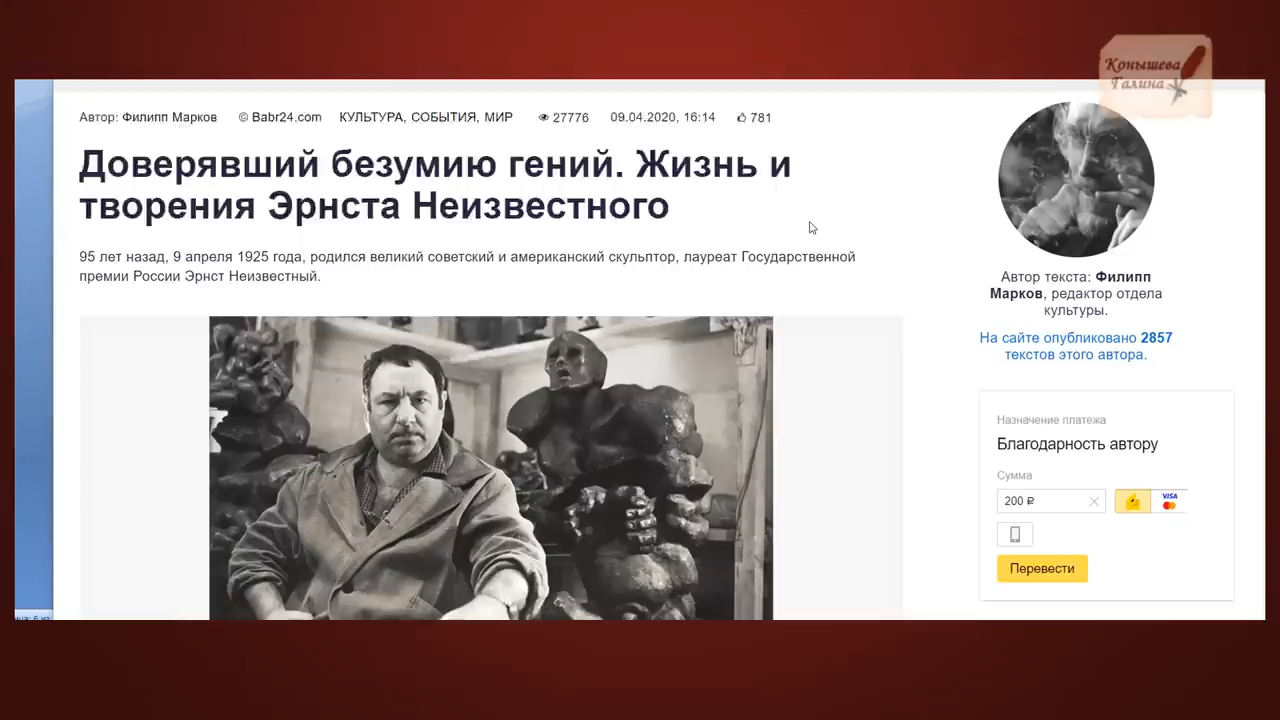 Конышева
Галина
Автор: Филипп Марков © Babr24.com КУЛЬТУРА, СОБЫТИЯ, МИР 27776 09.04.2020, 16:14 781
Доверявший безумию гений. Жизнь и
творения Эрнста Неизвестного
95 лет назад, 9 апреля 1925 года, родился великий советский и американский скульптор, лауреат Государственной
премии России Эрнст Неизвестный.
Автор текста: Филипп
Марков, редактор отдела
культуры.
На сайте опубликовано 2857
текстов этого автора.
Назначение платежа
Благодарность автору
Сумма
200 ₽
VISA
Перевести